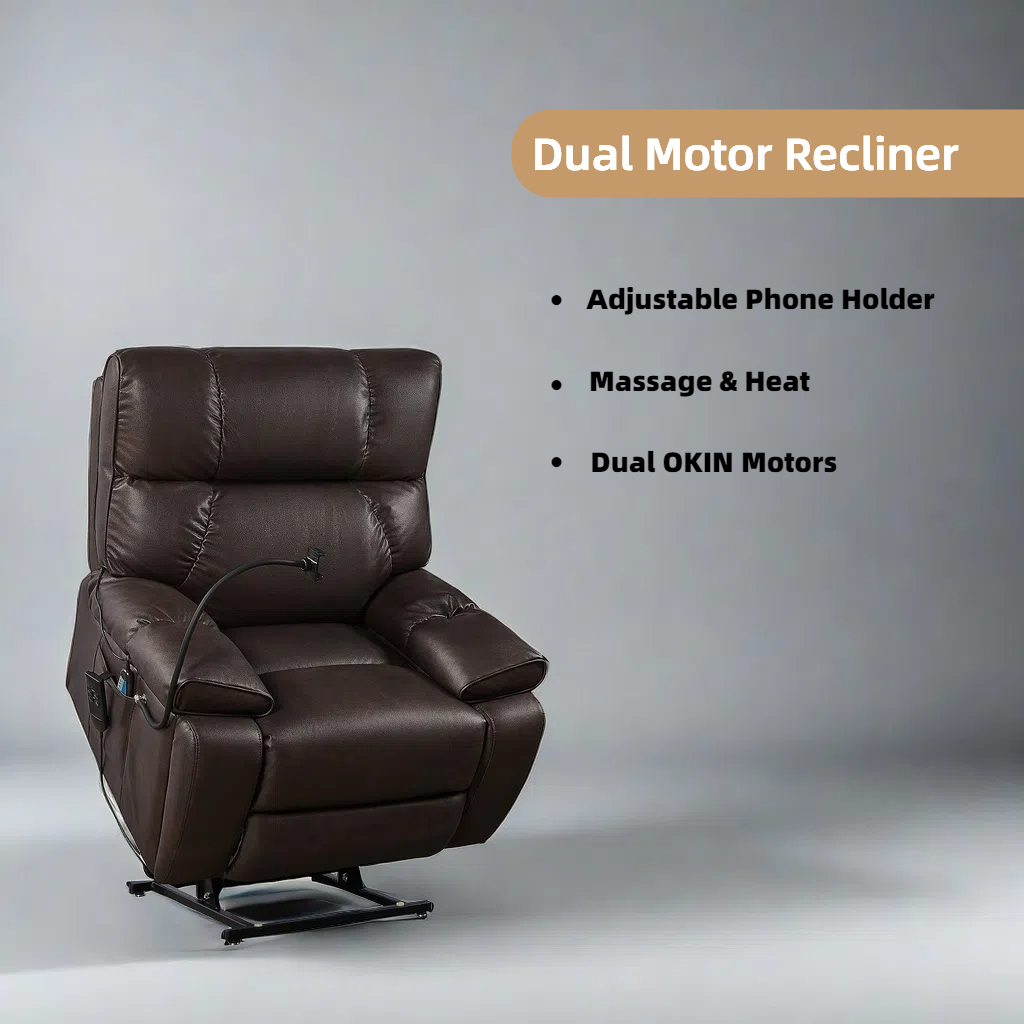 Dual Motor Recliner
• Adjustable Phone Holder
• Massage & Heat
• Dual OKIN Motors